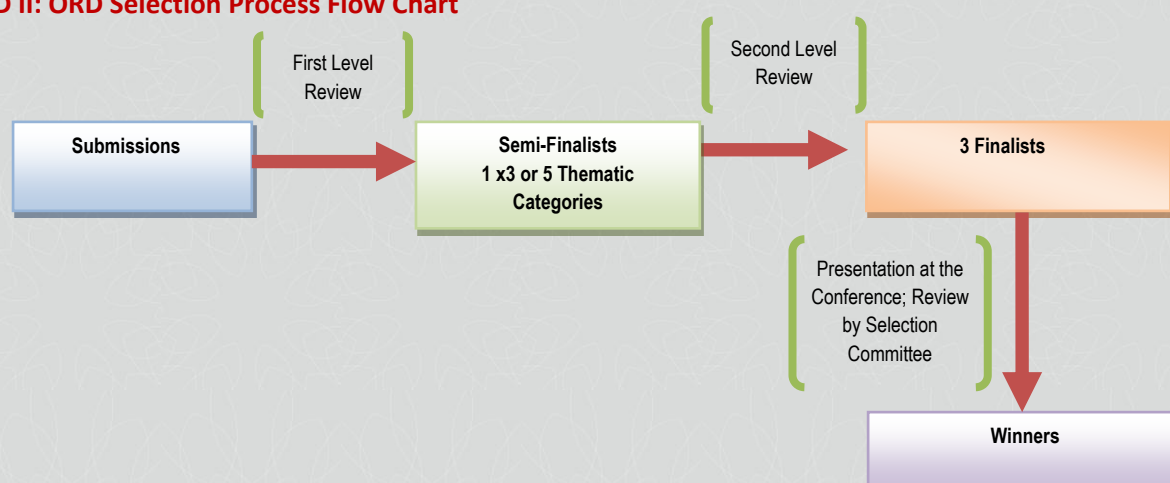 II: ORD Selection Process Flow Chart
First Level
Review
Second Level
Review
Submissions
Semi-Finalists
1 x3 or 5 Thematic
Categories
3 Finalists
Presentation at the
Conference; Review
by Selection
Committee
Winners